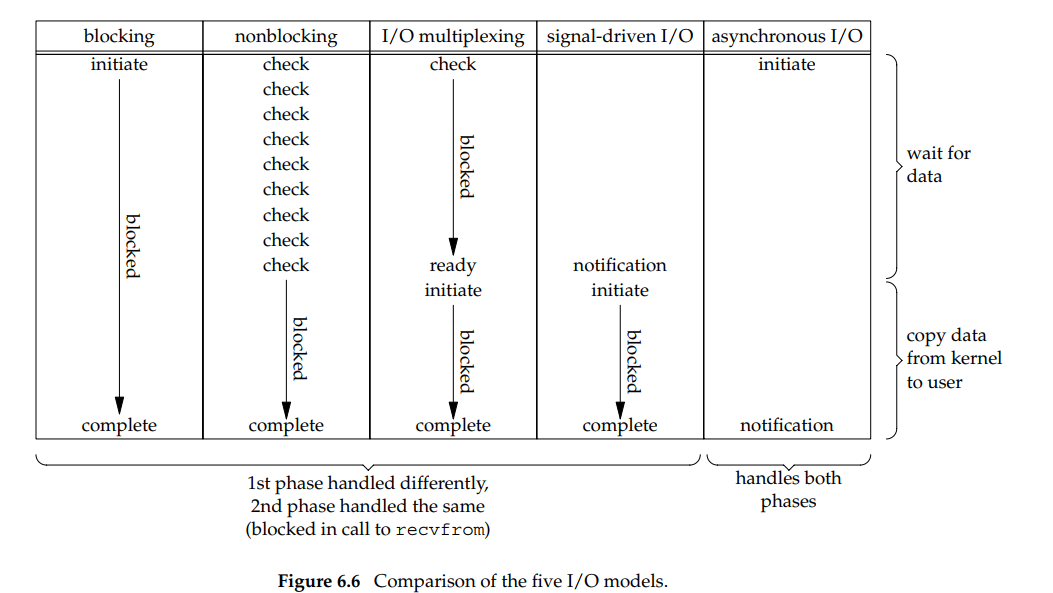 blocking nonblocking I/O multiplexing signal-driven I/O asynchronous I/O
initiate check check initiate
check
check
check
check
check
check
check
check ready notification
initiate initiate
blocked
blocked
blocked
blocked
blocked
complete complete complete complete notification
wait for
data
copy data
from kernel
to user
1st phase handled differently,
2nd phase handled the same
(blocked in call to recvfrom)
handles both
phases
Figure 6.6 Comparison of the five I/O models.